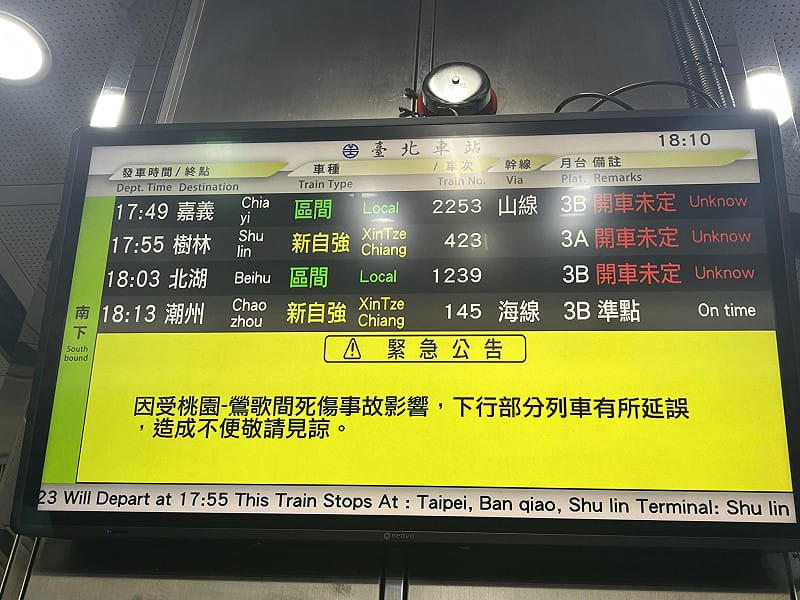 臺北車站 18:10
發車時間 / 終點 車種 / 車次 幹線 月台 備註
Dept. Time Destination Train Type Train No. Via Plat. Remarks
17:49 嘉義 Chia yi 區間 Local 2253 山線 3B 開車未定 Unknow
17:55 樹林 Shu lin 新自強 XinTze Chiang 423 3A 開車未定 Unknow
18:03 北湖 Beihu 區間 Local 1239 3B 開車未定 Unknow
18:13 潮州 Chao zhou 新自強 XinTze Chiang 145 海線 3B 準點 On time
南下
South bound
緊急公告
因受桃園-鶯歌間死傷事故影響，下行部分列車有所延誤
，造成不便敬請見諒。
23 Will Depart at 17:55 This Train Stops At : Taipei, Ban qiao, Shu lin Terminal: Shu lin
neovo